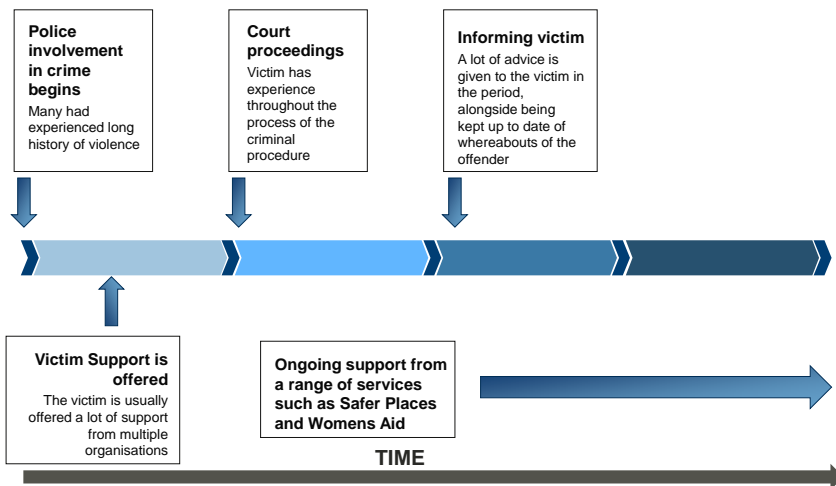 Police
involvement
in crime
begins
Many had
experienced long
history of violence
Court
proceedings
Victim has
experience
throughout the
process of the
criminal
procedure
Informing victim
A lot of advice is
given to the victim in
the period,
alongside being
kept up to date of
whereabouts of the
offender
Victim Support is
offered
The victim is usually
offered a lot of support
from multiple
organisations
Ongoing support from
a range of services
such as Safer Places
and Womens Aid
TIME